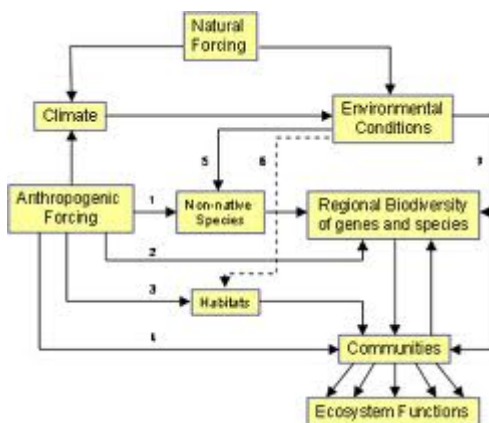 Natural
Forcing
Climate
Environmental
Conditions
5
6
Anthropogenic
Forcing
1
Non-native
Species
Regional Biodiversity
of genes and species
2
3
Habitats
Communities
Ecosystem Functions